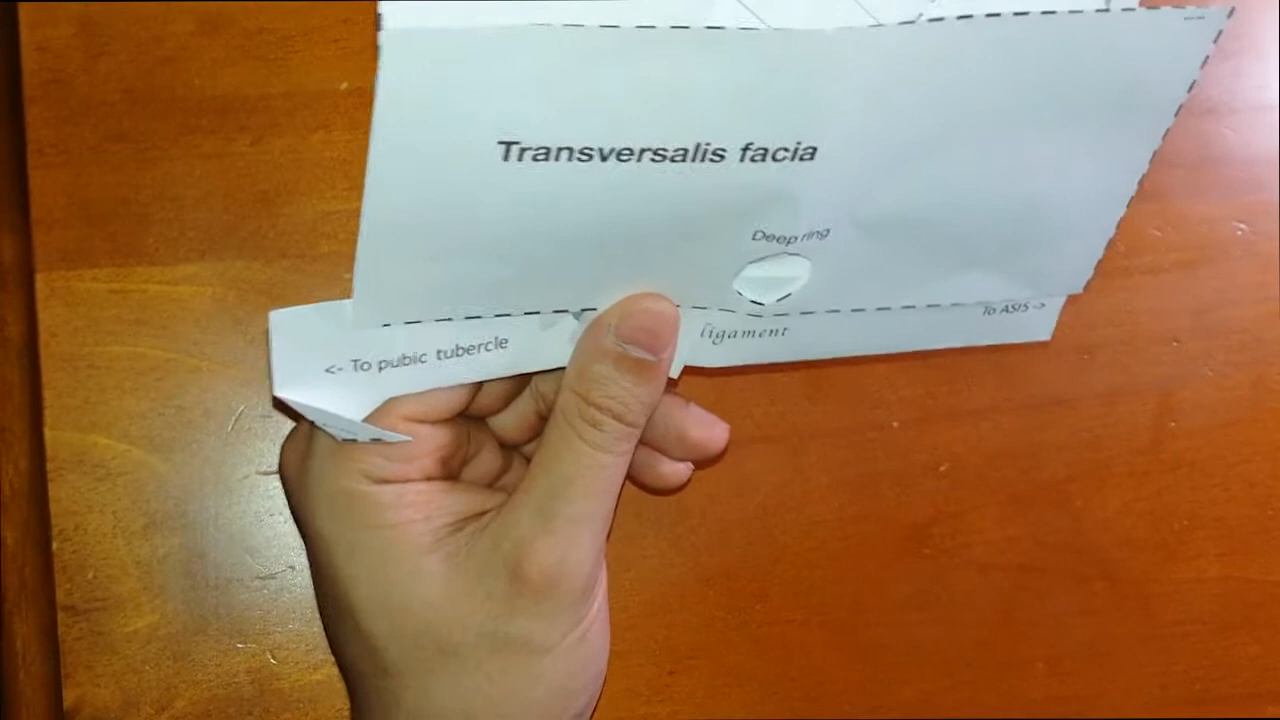 Transversalis facia
Deep ring
ligament
To ASIS ->
<- To pubic tubercle